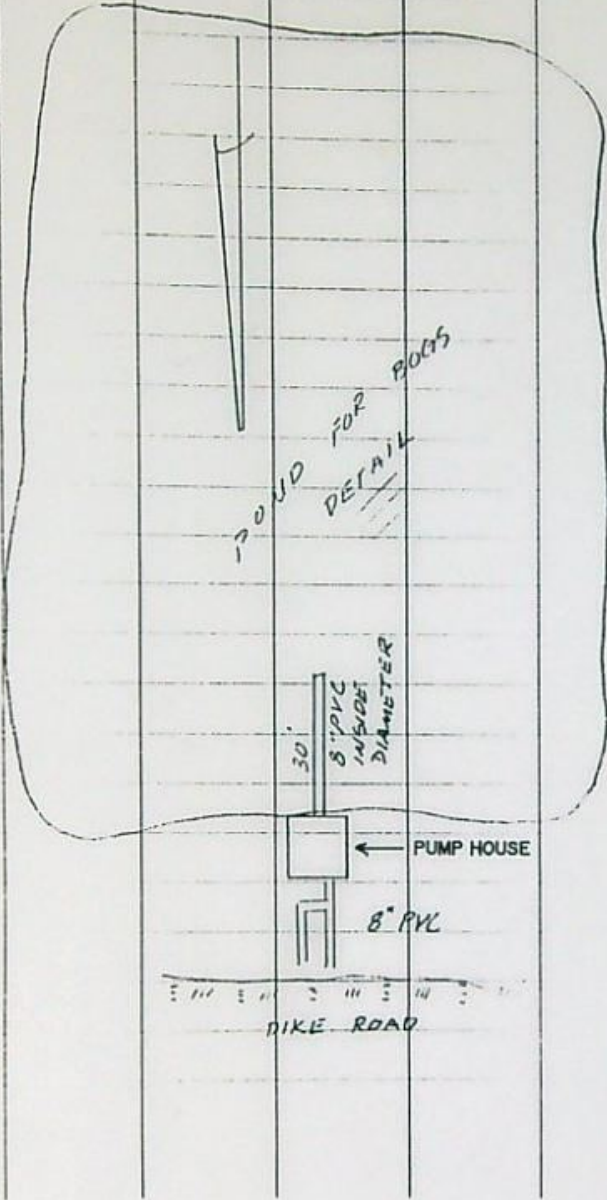 POND FOR BOGS
DETAIL
30'
8" PVC
INSIDE
DIAMETER
PUMP HOUSE
8" PVC
DIKE ROAD